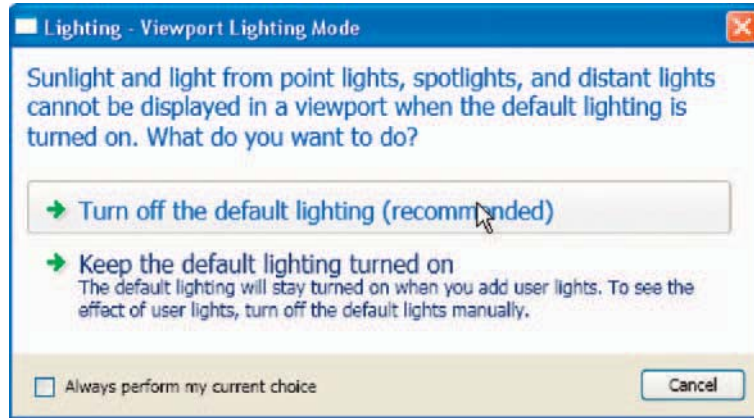 Lighting - Viewport Lighting Mode
Sunlight and light from point lights, spotlights, and distant lights
cannot be displayed in a viewport when the default lighting is
turned on. What do you want to do?
Turn off the default lighting (recommended)
Keep the default lighting turned on
The default lighting will stay turned on when you add user lights. To see the
effect of user lights, turn off the default lights manually.
Always perform my current choice
Cancel